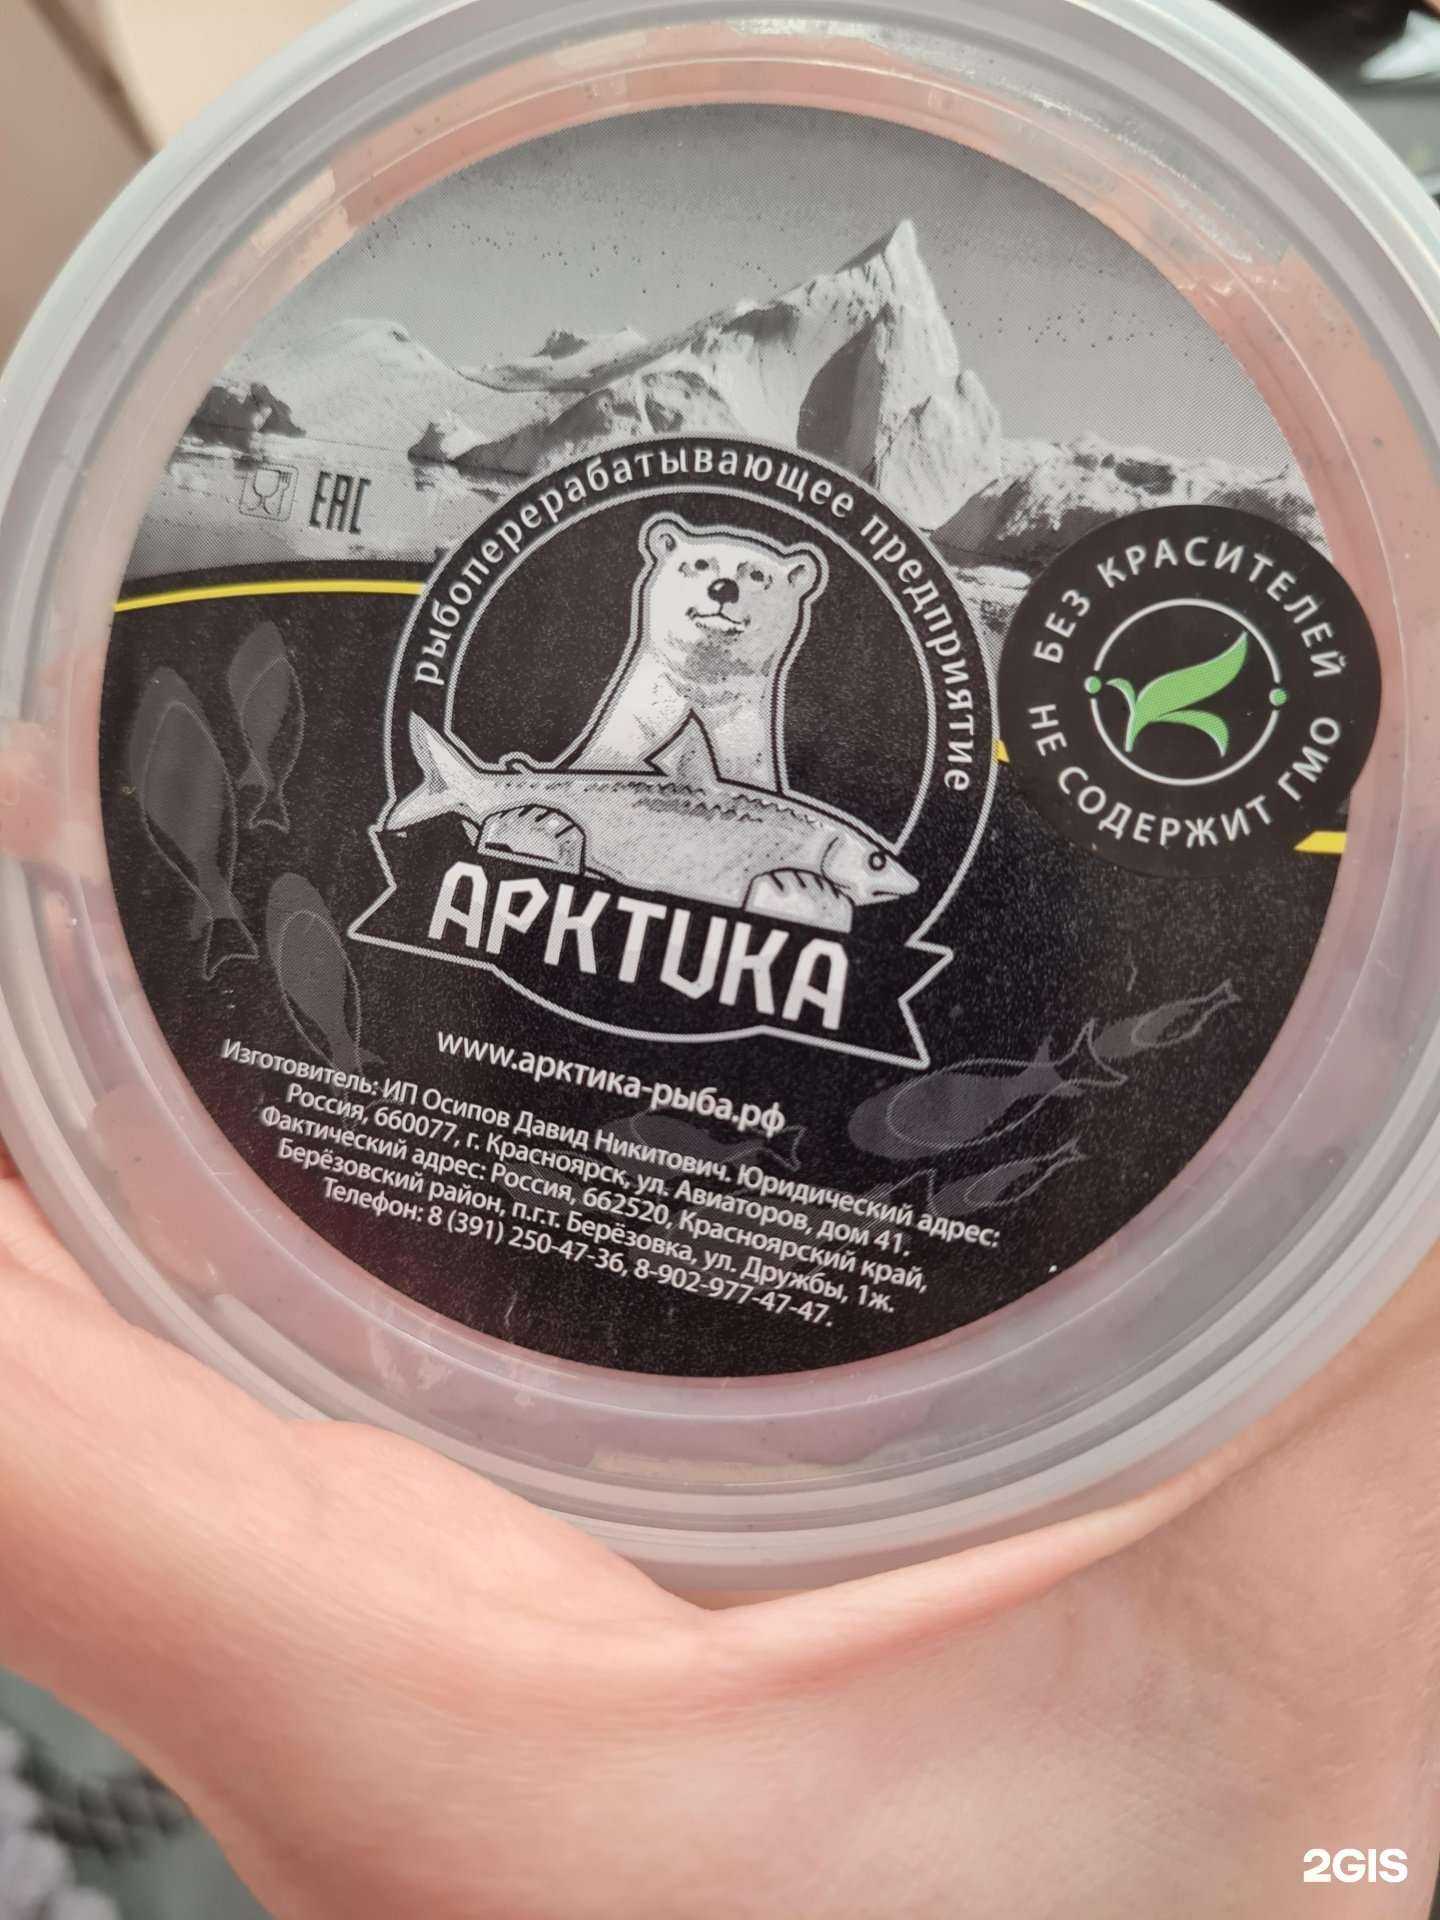 EAC
рыбоперерабатывающее предприятие
БЕЗ КРАСИТЕЛЕЙ
НЕ СОДЕРЖИТ ГМО
АРКТИКА
www.арктика-рыба.рф
Изготовитель: ИП Осипов Давид Никитович. Юридический адрес:
Россия, 660077, г. Красноярск, ул. Авиаторов, дом 41.
Фактический адрес: Россия, 662520, Красноярский край,
Берёзовский район, п.г.т. Берёзовка, ул. Дружбы, 1ж.
Телефон: 8 (391) 250-47-36, 8-902-977-47-47.
2GIS